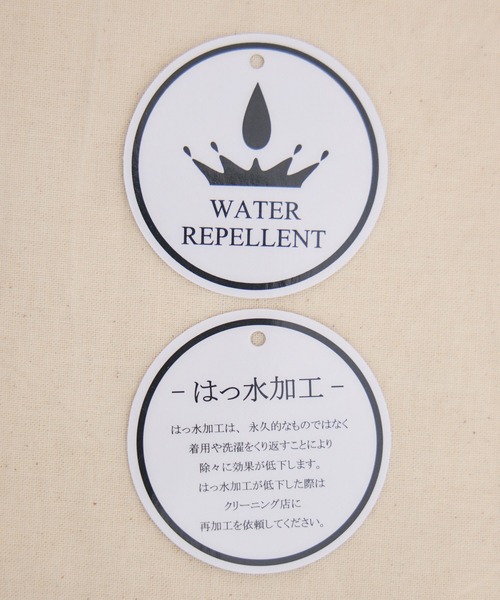 WATER
REPELLENT
- はっ水加工 -
はっ水加工は、永久的なものではなく
着用や洗濯をくり返すことにより
除々に効果が低下します。
はっ水加工が低下した際は
クリーニング店に
再加工を依頼してください。